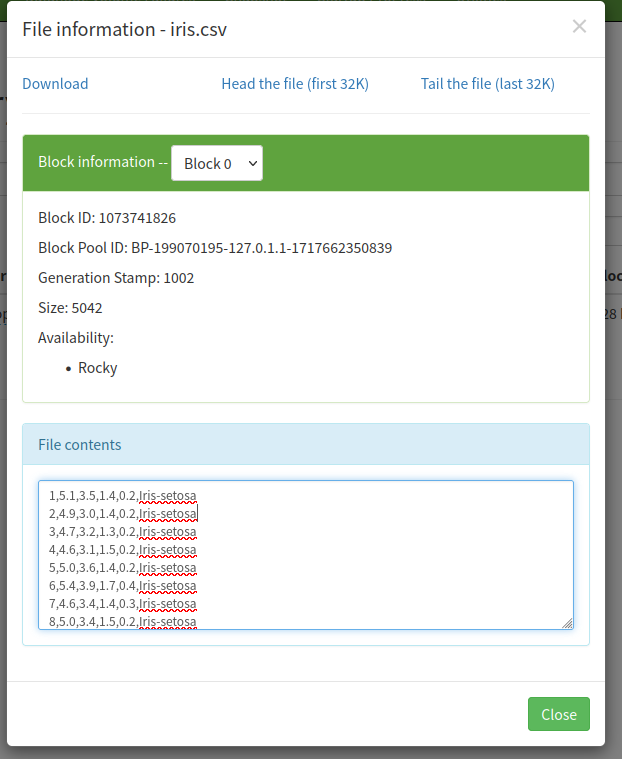 File information - iris.csv
×
Download
Head the file (first 32K)
Tail the file (last 32K)
Block information -- Block 0
Block ID: 1073741826
Block Pool ID: BP-199070195-127.0.1.1-1717662350839
Generation Stamp: 1002
Size: 5042
Availability:
• Rocky
File contents
1,5.1,3.5,1.4,0.2,Iris-setosa
2,4.9,3.0,1.4,0.2,Iris-setosa
3,4.7,3.2,1.3,0.2,Iris-setosa
4,4.6,3.1,1.5,0.2,Iris-setosa
5,5.0,3.6,1.4,0.2,Iris-setosa
6,5.4,3.9,1.7,0.4,Iris-setosa
7,4.6,3.4,1.4,0.3,Iris-setosa
8,5.0,3.4,1.5,0.2,Iris-setosa
Close